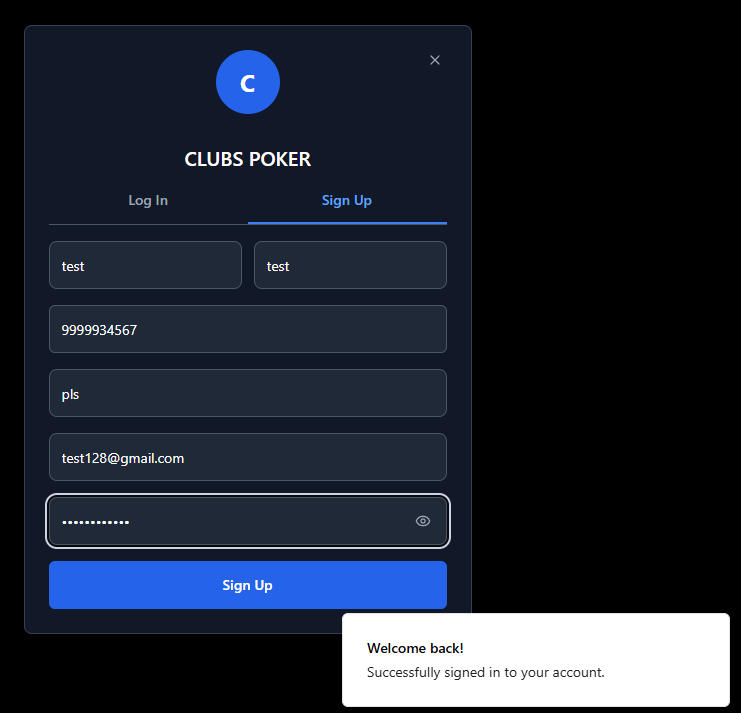 C
CLUBS POKER
Log In Sign Up
test test
9999934567
pls
test128@gmail.com
••••••••••••
Sign Up
Welcome back!
Successfully signed in to your account.